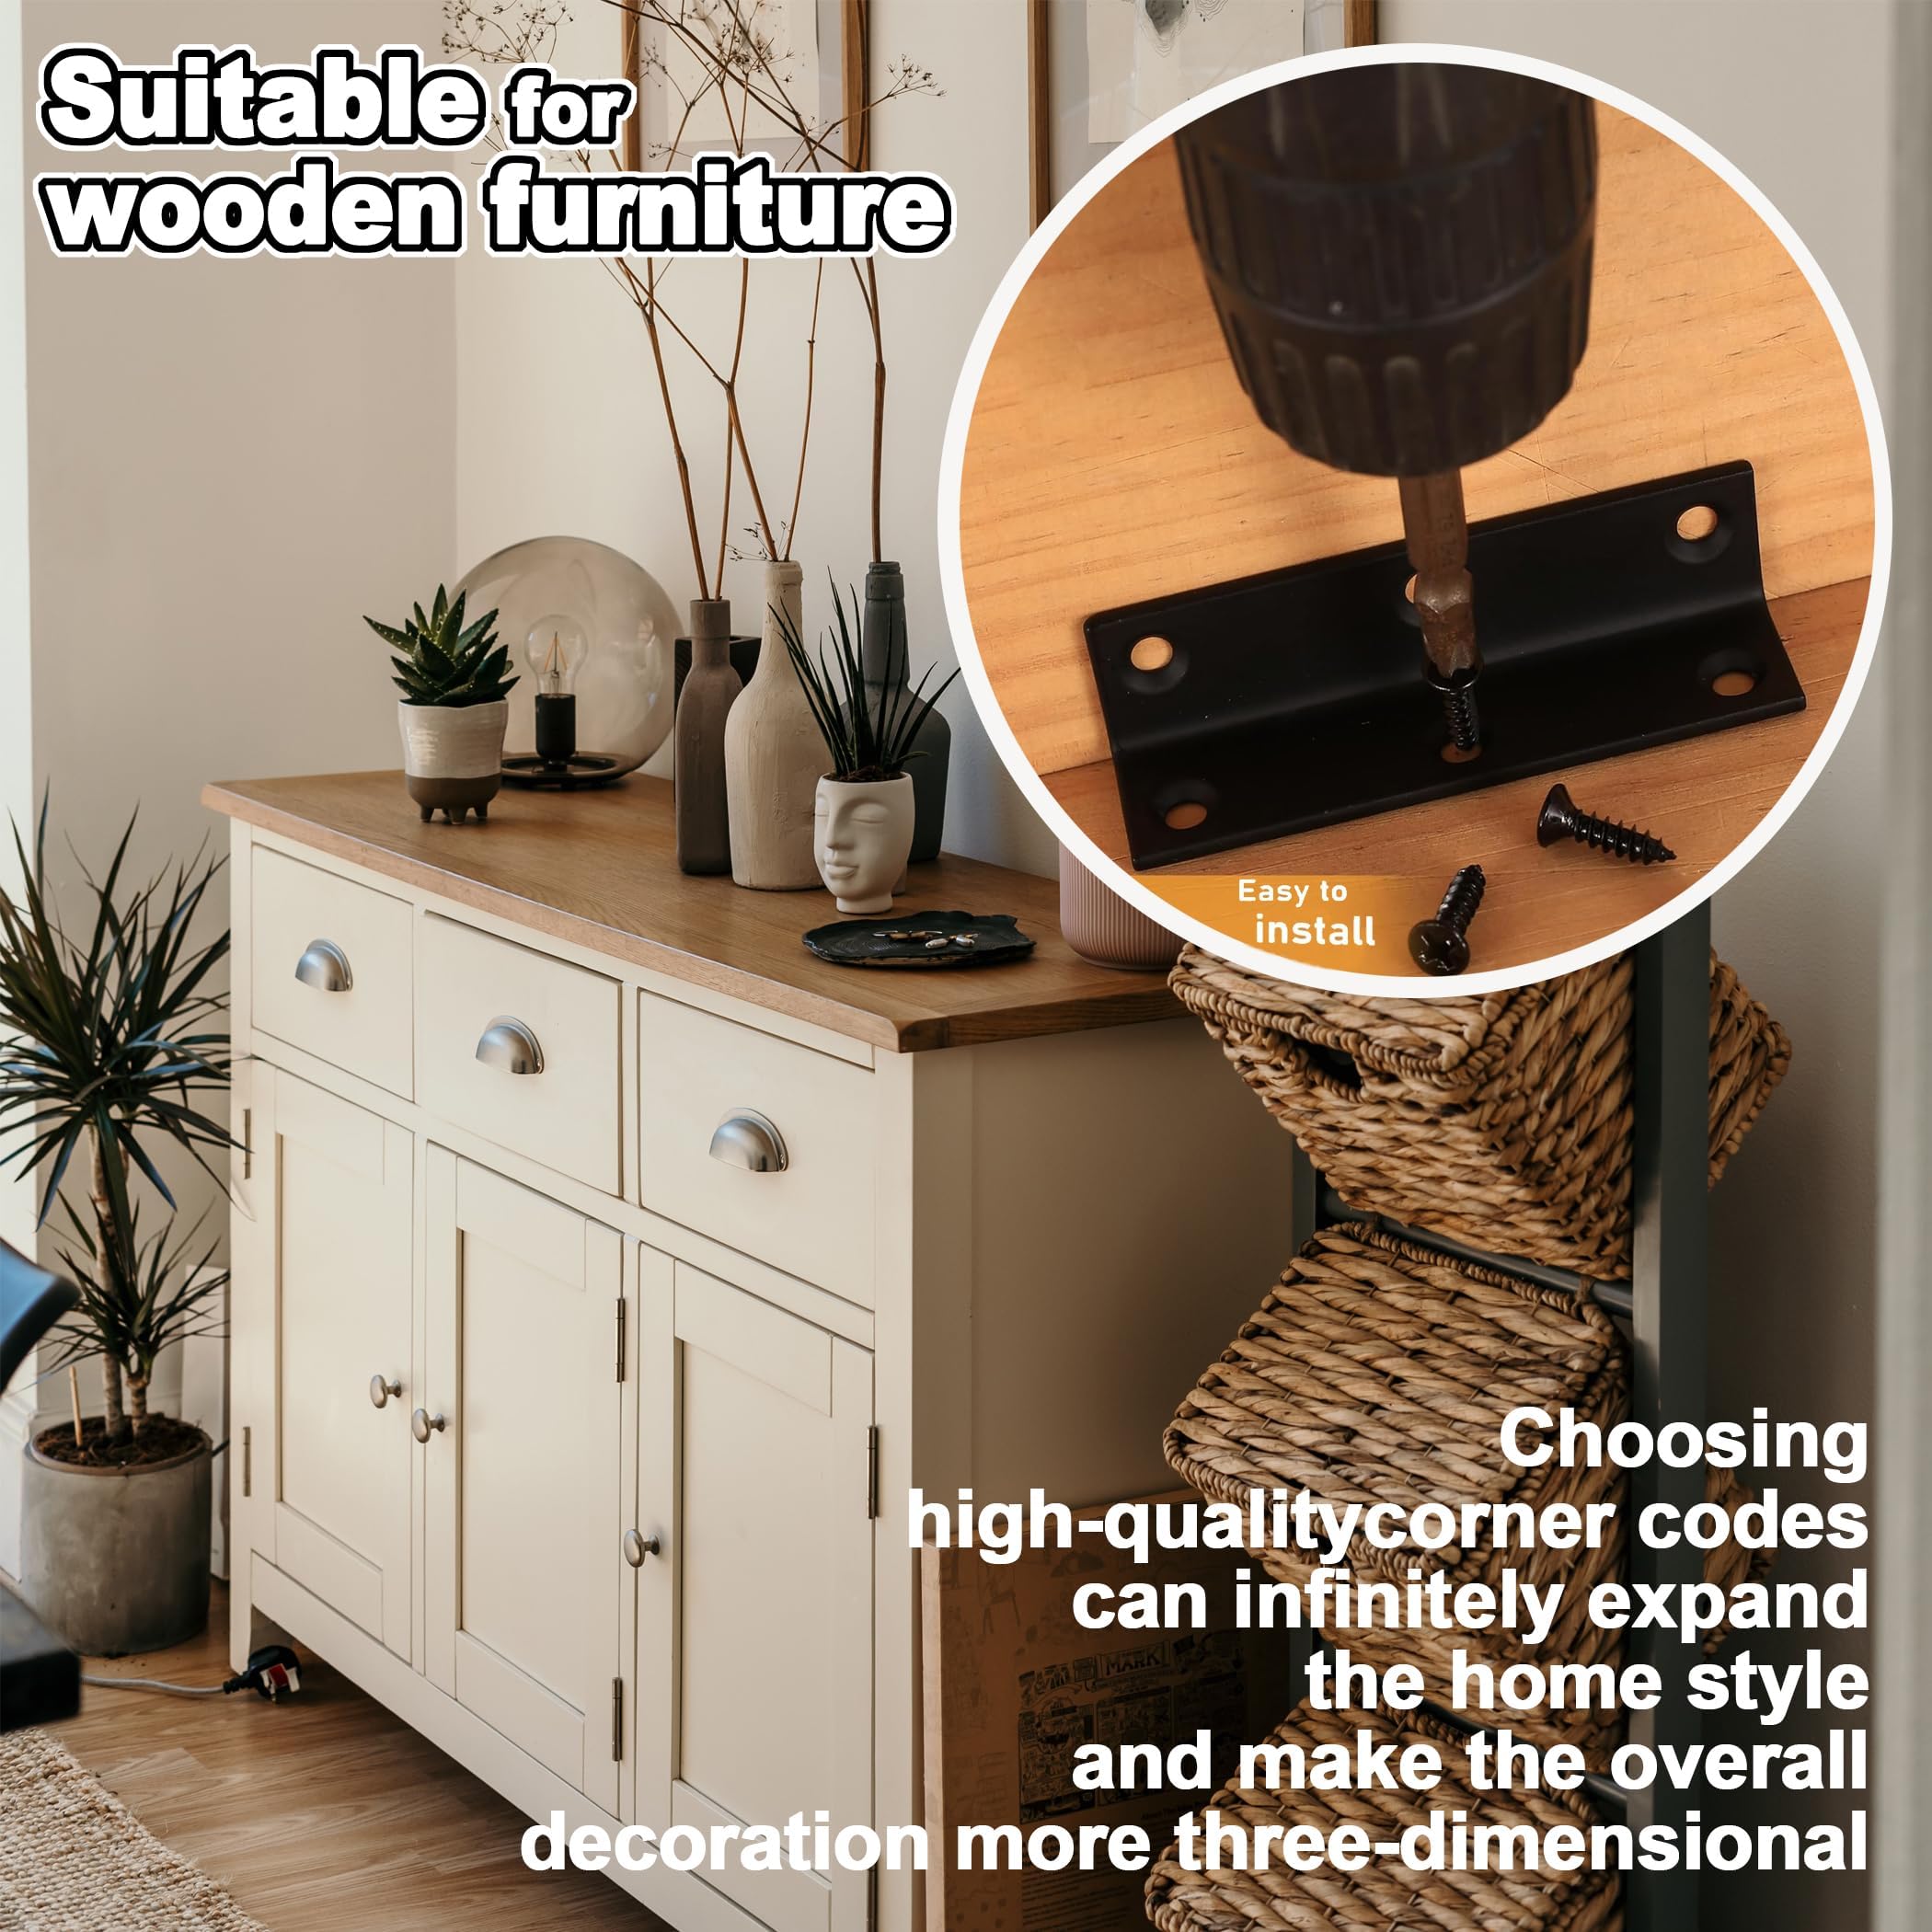 Suitable for
wooden furniture
Easy to
install
Choosing
high-qualitycorner codes
can infinitely expand
the home style
and make the overall
decoration more three-dimensional
MARK